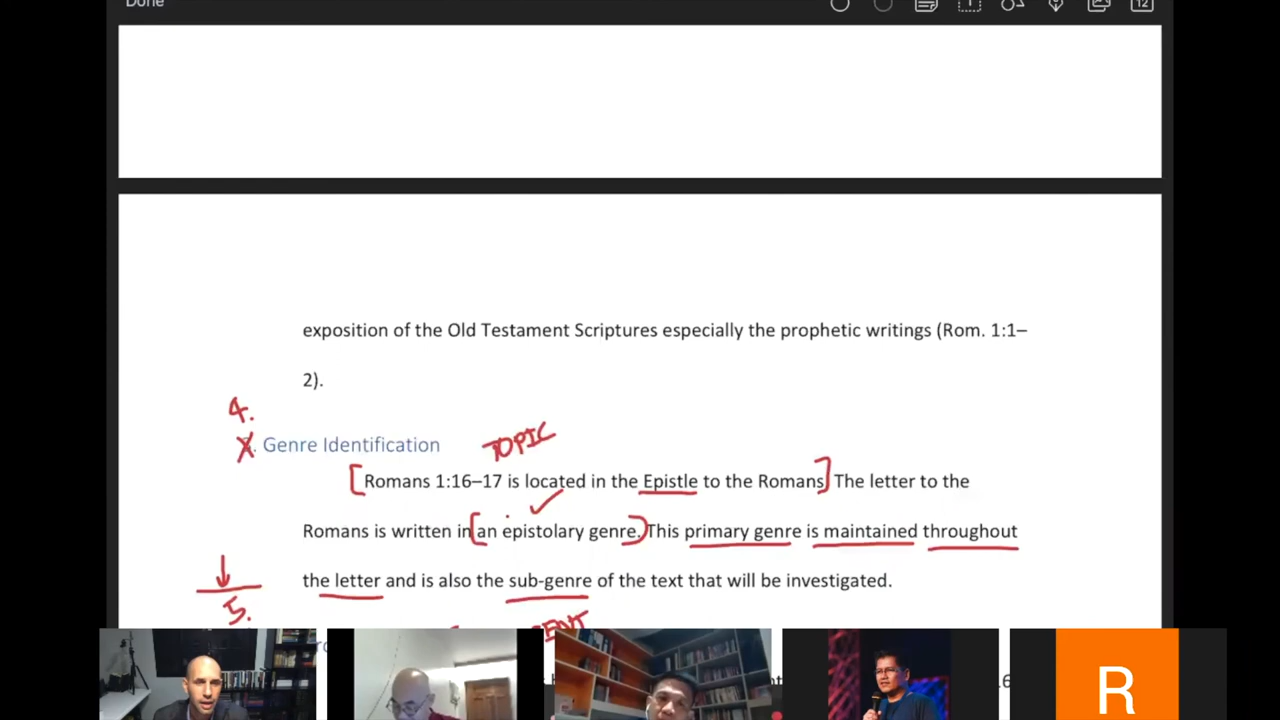 Done
12
exposition of the Old Testament Scriptures especially the prophetic writings (Rom. 1:1–
2).
4.
X. Genre Identification
TOPIC
[Romans 1:16–17 is located in the Epistle to the Romans] The letter to the
Romans is written in [an epistolary genre.] This primary genre is maintained throughout
the letter and is also the sub-genre of the text that will be investigated.
5.
R